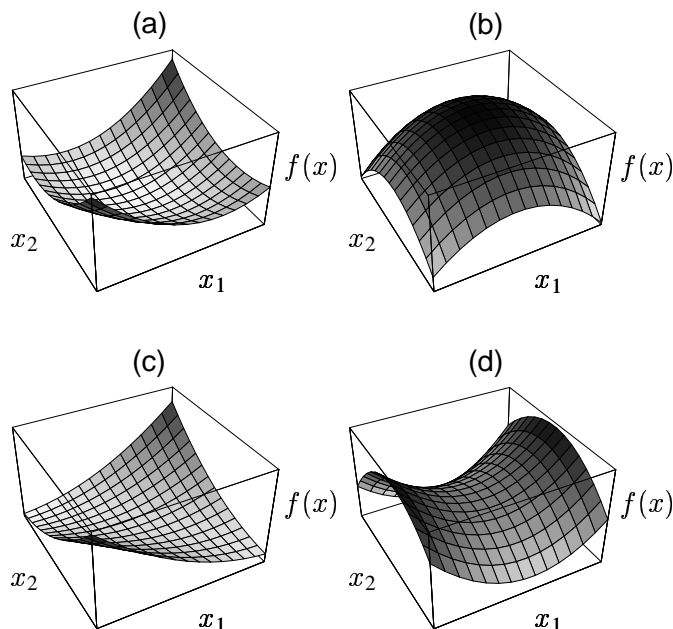 (a)
(b)
f(x)
f(x)
x₂
x₂
x₁
x₁
(c)
(d)
f(x)
f(x)
x₂
x₂
x₁
x₁